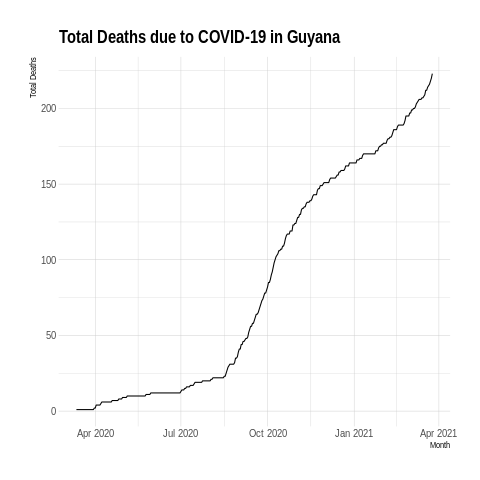 Total Deaths due to COVID-19 in Guyana
Total Deaths
200
150
100
50
0
Apr 2020 Jul 2020 Oct 2020 Jan 2021 Apr 2021
Month